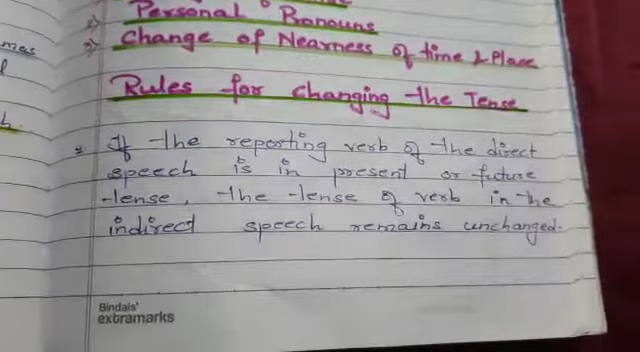 2) Personal Pronouns
3) Change of Nearness of time & Place
Rules for changing the Tense
If the reporting verb of the direct
speech is in present or future
tense, the tense of verb in the
indirect speech remains unchanged.
Bindals'
extramarks